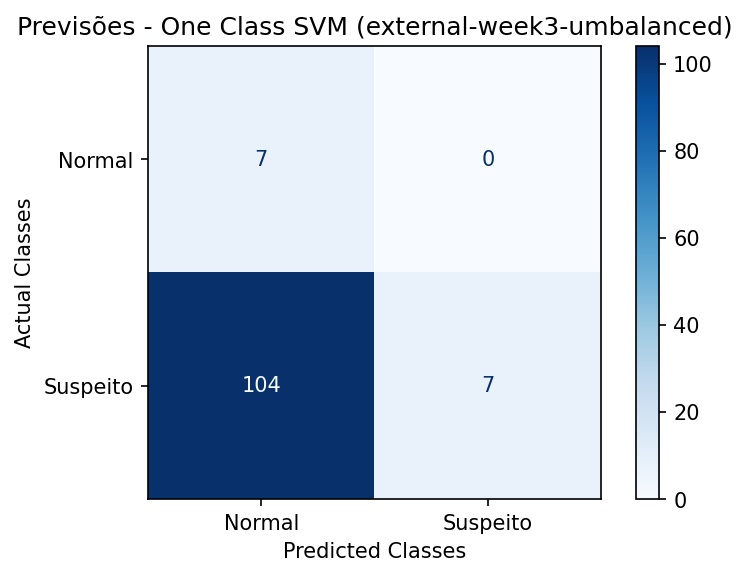 Previsões - One Class SVM (external-week3-unbalanced)
Actual Classes
Normal
Suspeito
7
0
104
7
Normal
Suspeito
Predicted Classes
100
80
60
40
20
0